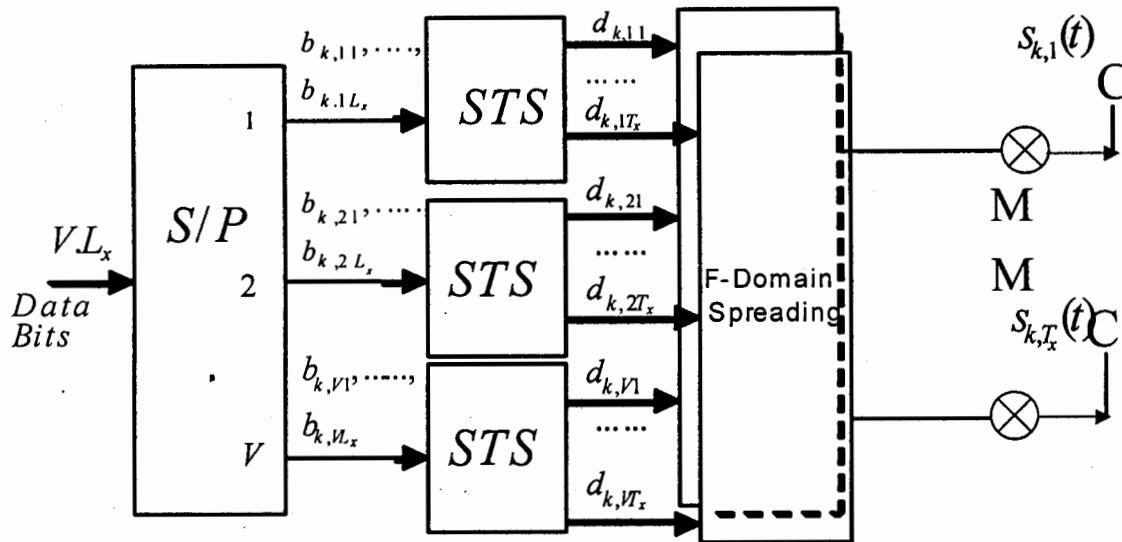 V.L_x
Data
Bits
S/P
1
2
V
b_{k,11}, ....,
b_{k.1L_x}
b_{k,21}, .....
b_{k,2L_x}
b_{k,V1}, .....,
b_{k,VL_x}
STS
STS
STS
d_{k,11}
......
d_{k,1T_x}
d_{k,21}
......
d_{k,2T_x}
d_{k,V1}
......
d_{k,VT_x}
F-Domain
Spreading
s_{k,1}(t)
C
M
M
s_{k,T_x}(t)
C